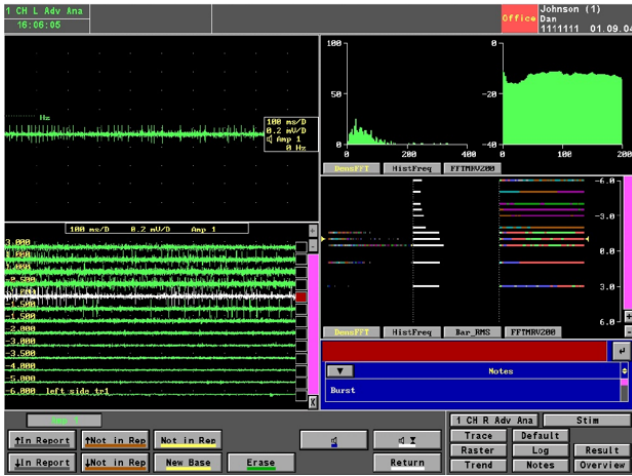 1 CH L Adv Ana
16:06:05
Office
Johnson (1)
Dan
1111111 01.09.04
Hz
100 ms/D
0.2 mV/D
Amp 1
0 Hz
100
50
0
0 200 400
0
-20
-40
0 100 200
DensFFT HistFreq FFTMAV200
100 ms/D 0.2 mV/D Amp 1
+
-
3.000
-1.500
-2.000
-3.000
-3.500
-4.000
-5.000
-6.000 left side tr1
X
-6.0
-3.0
3.0
6.0
+
-
DensFFT HistFreq Bar_RMS FFTMAV200
Notes
Burst
Amp 1
↑In Report ↑Not in Rep Not in Rep
↓In Report ↓Not in Rep New Base Erase Return
1 CH R Adv Ana Stim
Trace Default
Raster Log Result
Trend Notes Overview